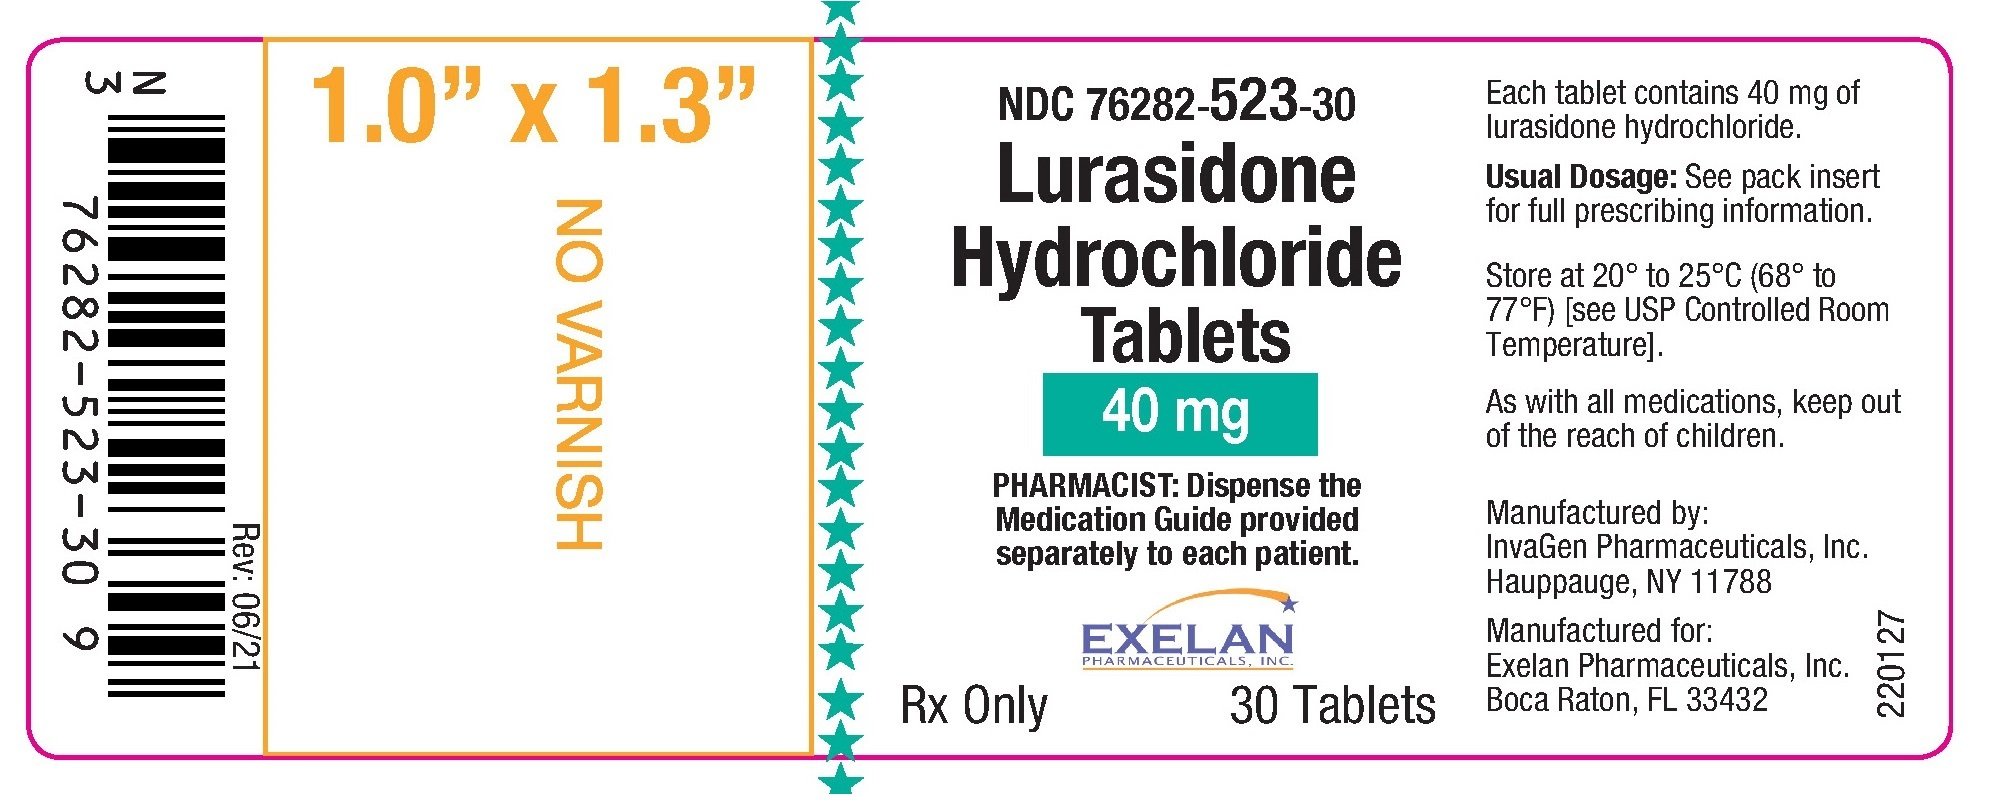 N
3
76282-523-30 9
Rev: 06/21
1.0” x 1.3”
NO VARNISH
NDC 76282-523-30
Lurasidone
Hydrochloride
Tablets
40 mg
PHARMACIST: Dispense the
Medication Guide provided
separately to each patient.
EXELAN
PHARMACEUTICALS, INC.
Rx Only
30 Tablets
Each tablet contains 40 mg of
lurasidone hydrochloride.
Usual Dosage: See pack insert
for full prescribing information.
Store at 20° to 25°C (68° to
77°F) [see USP Controlled Room
Temperature].
As with all medications, keep out
of the reach of children.
Manufactured by:
InvaGen Pharmaceuticals, Inc.
Hauppauge, NY 11788
Manufactured for:
Exelan Pharmaceuticals, Inc.
Boca Raton, FL 33432
220127